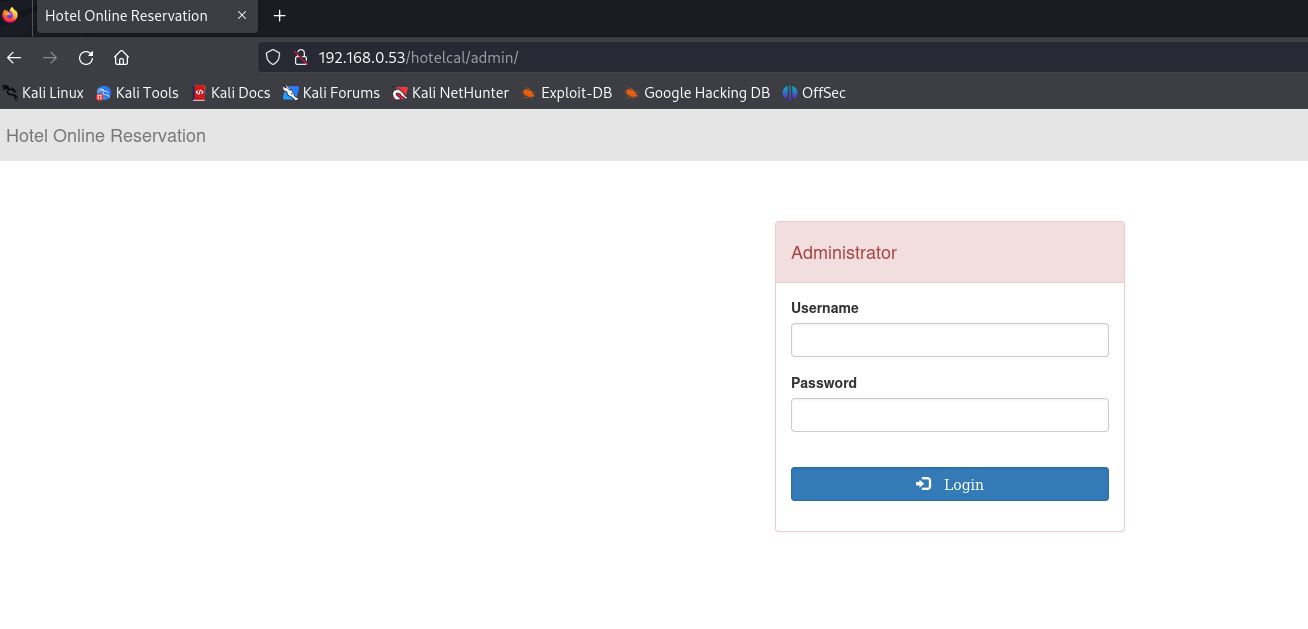 Hotel Online Reservation
192.168.0.53/hotelcal/admin/
Kali Linux Kali Tools Kali Docs Kali Forums Kali NetHunter Exploit-DB Google Hacking DB OffSec
Hotel Online Reservation
Administrator
Username
Password
Login